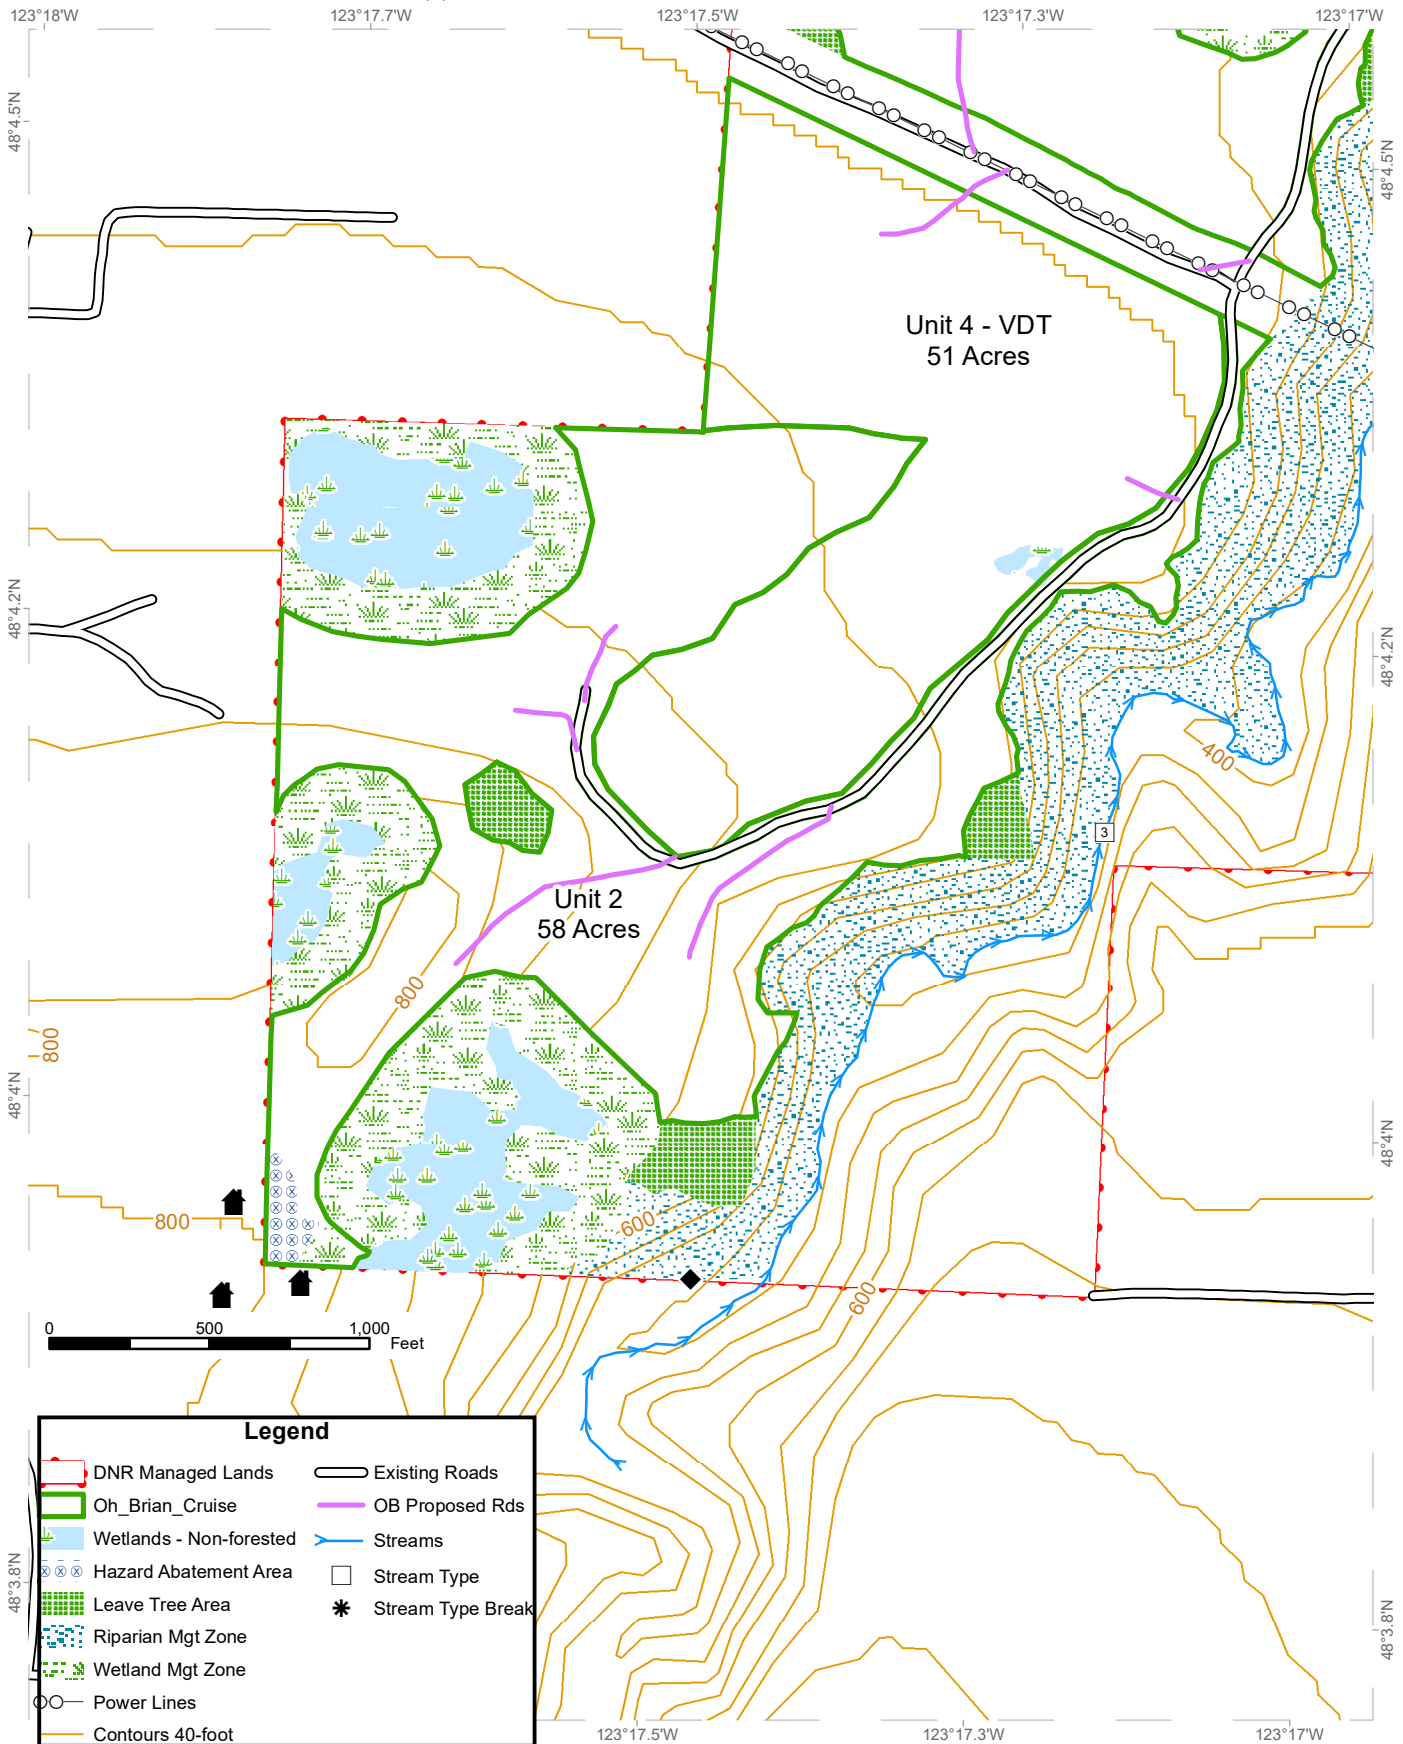 123°18'W
123°17.7'W
123°17.5'W
123°17.3'W
123°17'W
48°4.5'N
48°4.5'N
Unit 4 - VDT
51 Acres
48°4.2'N
48°4.2'N
400
3
Unit 2
58 Acres
800
800
48°4'N
48°4'N
800
600
600
0 500 1,000
Feet
Legend
DNR Managed Lands
Existing Roads
Oh_Brian_Cruise
OB Proposed Rds
Wetlands - Non-forested
Streams
Hazard Abatement Area
Stream Type
Leave Tree Area
Stream Type Break
Riparian Mgt Zone
Wetland Mgt Zone
Power Lines
Contours 40-foot
48°3.8'N
48°3.8'N
123°17.5'W
123°17.3'W
123°17'W